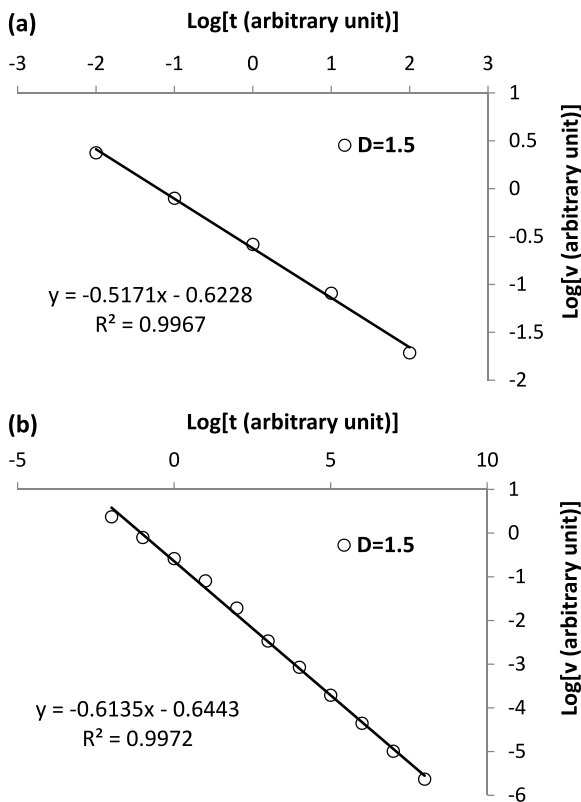 (a)
Log[t (arbitrary unit)]
-3 -2 -1 0 1 2 3
1
0.5
0
-0.5
-1
-1.5
-2
Log[v (arbitrary unit)]
D=1.5
y = -0.5171x - 0.6228
R² = 0.9967
(b)
Log[t (arbitrary unit)]
-5 0 5 10
1
0
-1
-2
-3
-4
-5
-6
Log[v (arbitrary unit)]
D=1.5
y = -0.6135x - 0.6443
R² = 0.9972